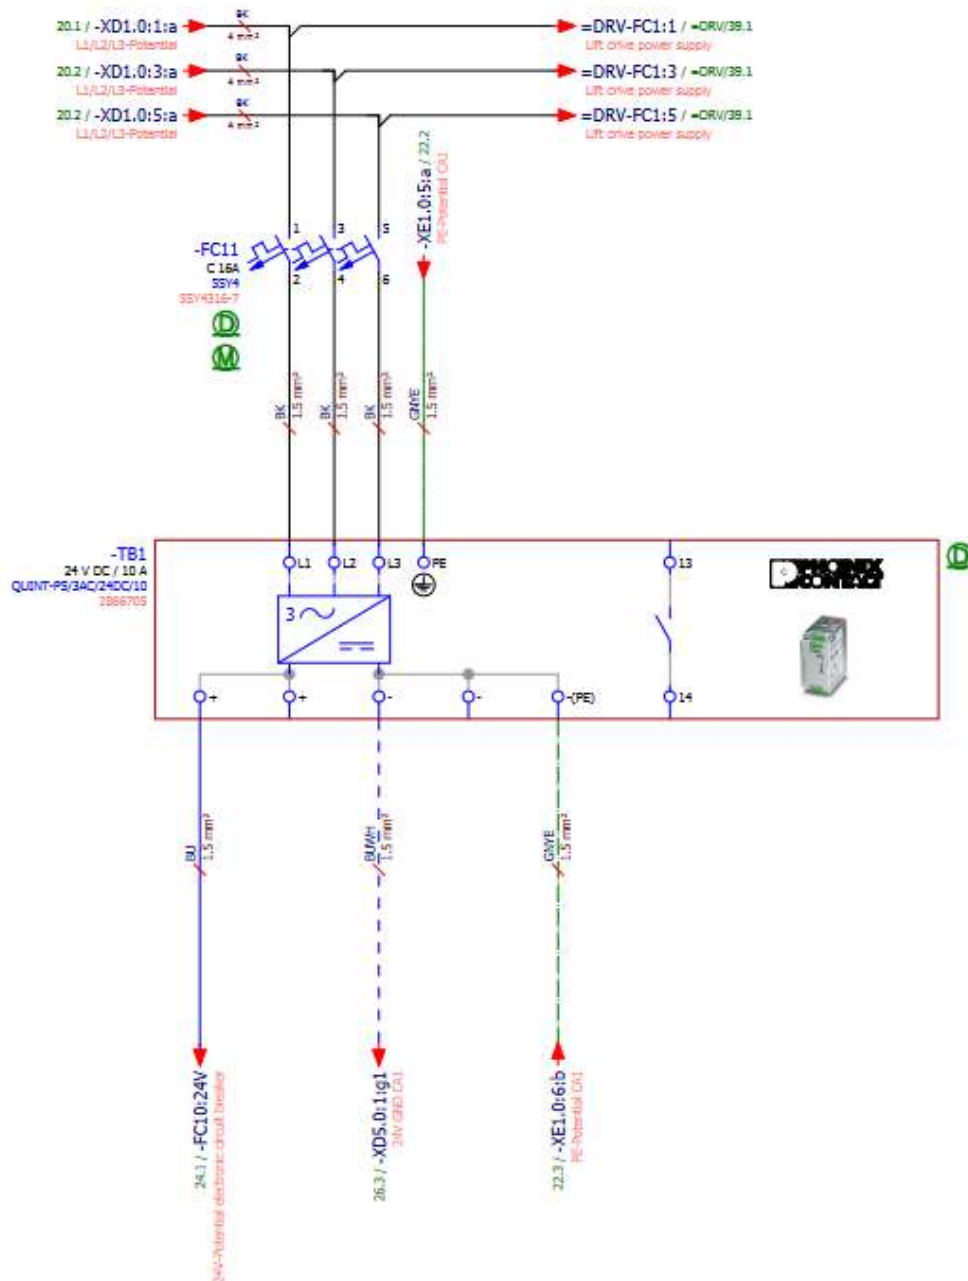 20.1 / -XD1.0:1:a
L1/L2/L3-Potential
BK
4 mm²
=DRV-FC1:1 / =DRV/39.1
Lift drive power supply
20.2 / -XD1.0:3:a
L1/L2/L3-Potential
BK
4 mm²
=DRV-FC1:3 / =DRV/39.1
Lift drive power supply
20.2 / -XD1.0:5:a
L1/L2/L3-Potential
BK
4 mm²
=DRV-FC1:5 / =DRV/39.1
Lift drive power supply
-XE1.0:5:a / 22.2
PE-Potential CA1
-FC11
C 16A
5SY4
5SY4316-7
1
3
5
2
4
6
D
M
BK
1.5 mm²
BK
1.5 mm²
BK
1.5 mm²
GNYE
1.5 mm²
-TB1
24 V DC / 10 A
QUINT-PS/3AC/24DC/10
2866705
L1
L2
L3
PE
13
PHOENIX
CONTACT
D
3
+
+
-
-
-(PE)
14
BU
1.5 mm²
BUWH
1.5 mm²
GNYE
1.5 mm²
24.1 / -FC10:24V
24V-Potential electronic circuit breaker
26.3 / -XD5.0:1:g1
24V GND CA1
22.3 / -XE1.0:6:b
PE-Potential CA1